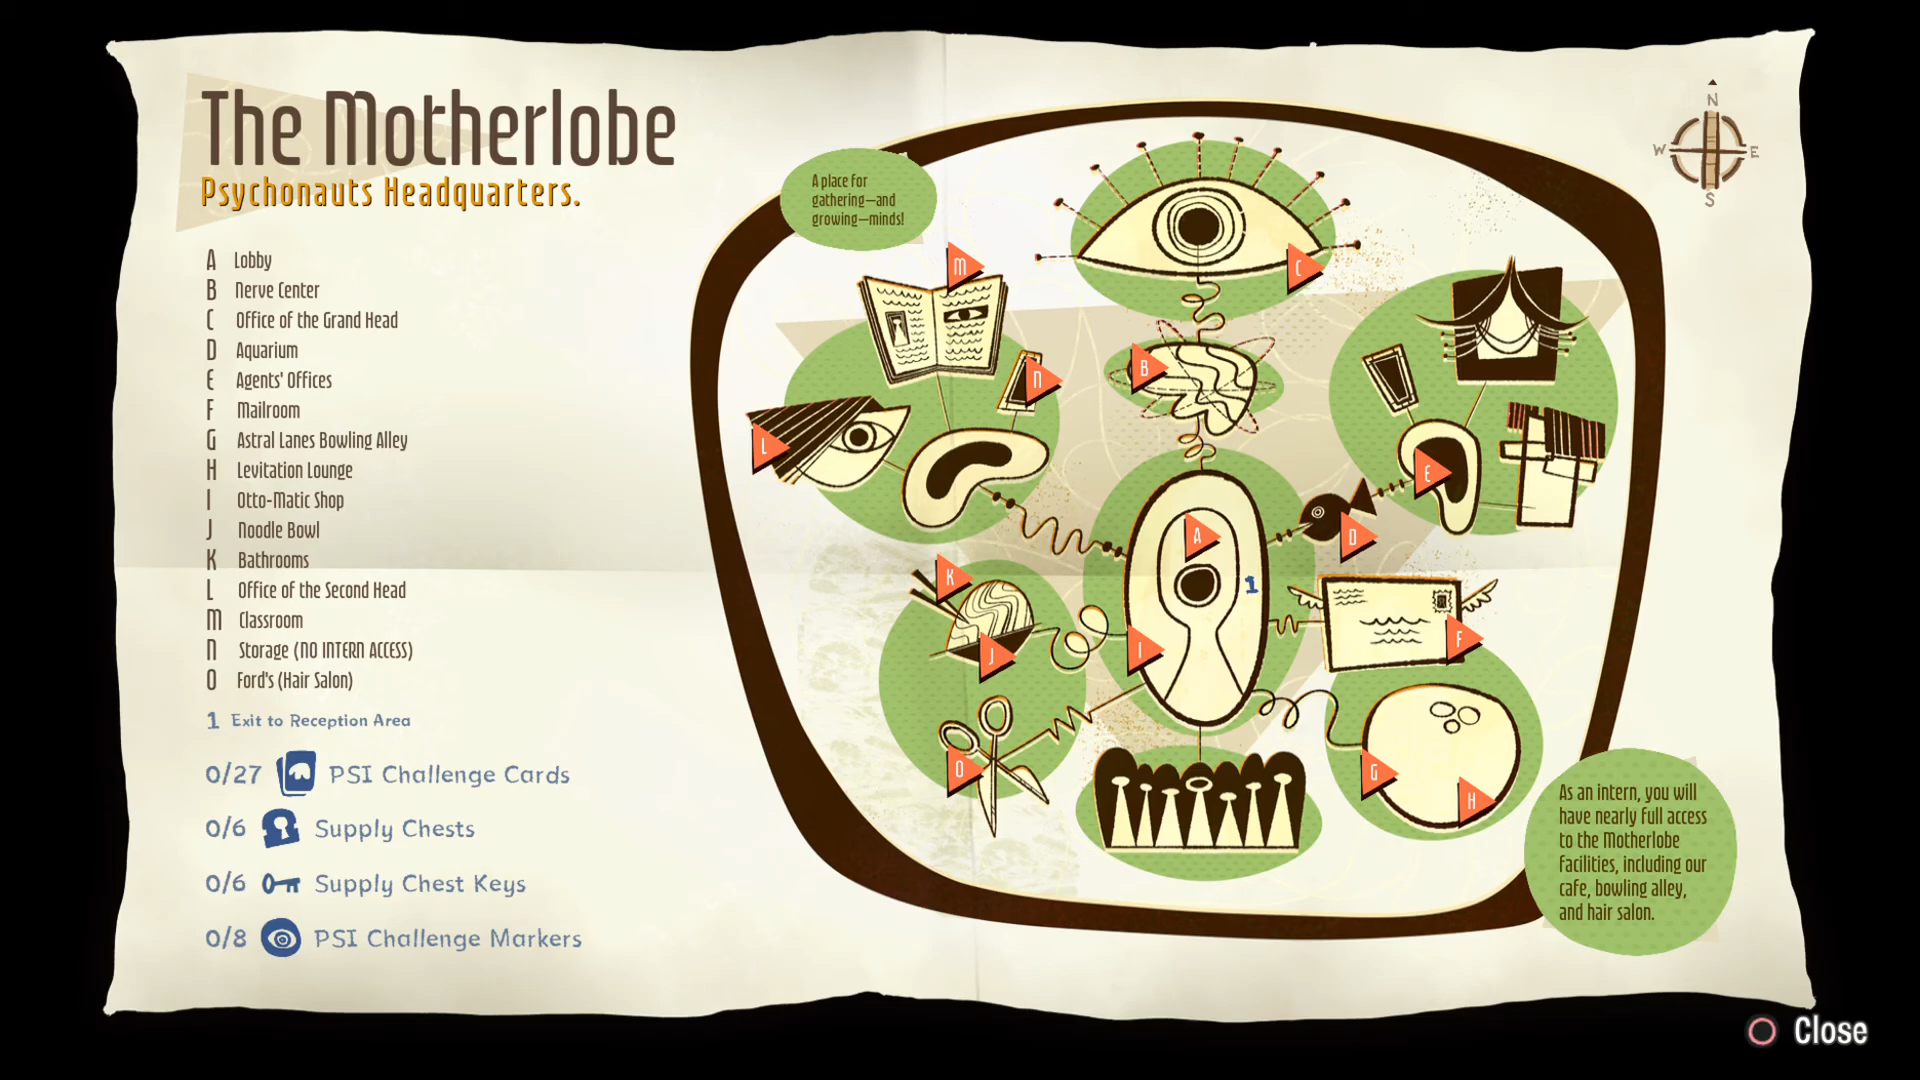 The Motherlobe
Psychonauts Headquarters.
A Lobby
B Nerve Center
C Office of the Grand Head
D Aquarium
E Agents' Offices
F Mailroom
G Astral Lanes Bowling Alley
H Levitation Lounge
I Otto-Matic Shop
J Noodle Bowl
K Bathrooms
L Office of the Second Head
M Classroom
N Storage (NO INTERN ACCESS)
O Ford's (Hair Salon)
1 Exit to Reception Area
0/27 PSI Challenge Cards
0/6 Supply Chests
0/6 Supply Chest Keys
0/8 PSI Challenge Markers
A place for
gathering—and
growing—minds!
N
W E
S
M
C
N
B
L
E
A
D
K
1
F
J
I
O
G
H
As an intern, you will
have nearly full access
to the Motherlobe
facilities, including our
cafe, bowling alley,
and hair salon.
Close